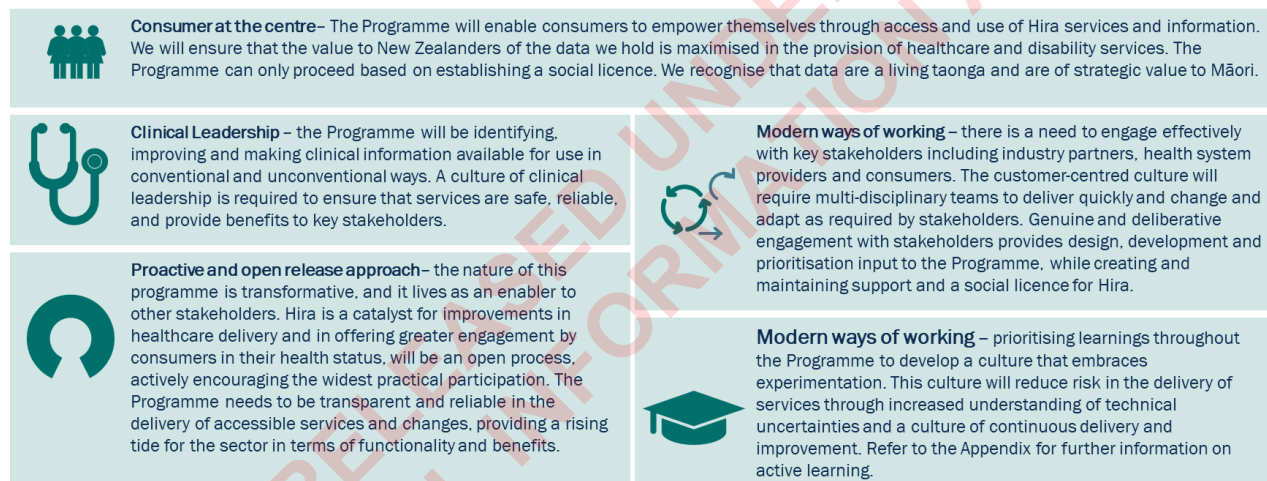 Consumer at the centre– The Programme will enable consumers to empower themselves through access and use of Hira services and information.
We will ensure that the value to New Zealanders of the data we hold is maximised in the provision of healthcare and disability services. The
Programme can only proceed based on establishing a social licence. We recognise that data are a living taonga and are of strategic value to Māori.
Clinical Leadership – the Programme will be identifying,
improving and making clinical information available for use in
conventional and unconventional ways. A culture of clinical
leadership is required to ensure that services are safe, reliable,
and provide benefits to key stakeholders.
Proactive and open release approach– the nature of this
programme is transformative, and it lives as an enabler to
other stakeholders. Hira is a catalyst for improvements in
healthcare delivery and in offering greater engagement by
consumers in their health status, will be an open process,
actively encouraging the widest practical participation. The
Programme needs to be transparent and reliable in the
delivery of accessible services and changes, providing a rising
tide for the sector in terms of functionality and benefits.
Modern ways of working – there is a need to engage effectively
with key stakeholders including industry partners, health system
providers and consumers. The customer-centred culture will
require multi-disciplinary teams to deliver quickly and change and
adapt as required by stakeholders. Genuine and deliberative
engagement with stakeholders provides design, development and
prioritisation input to the Programme, while creating and
maintaining support and a social licence for Hira.
Modern ways of working – prioritising learnings throughout
the Programme to develop a culture that embraces
experimentation. This culture will reduce risk in the delivery of
services through increased understanding of technical
uncertainties and a culture of continuous delivery and
improvement. Refer to the Appendix for further information on
active learning.
RELEASED UNDER
INFORMATION